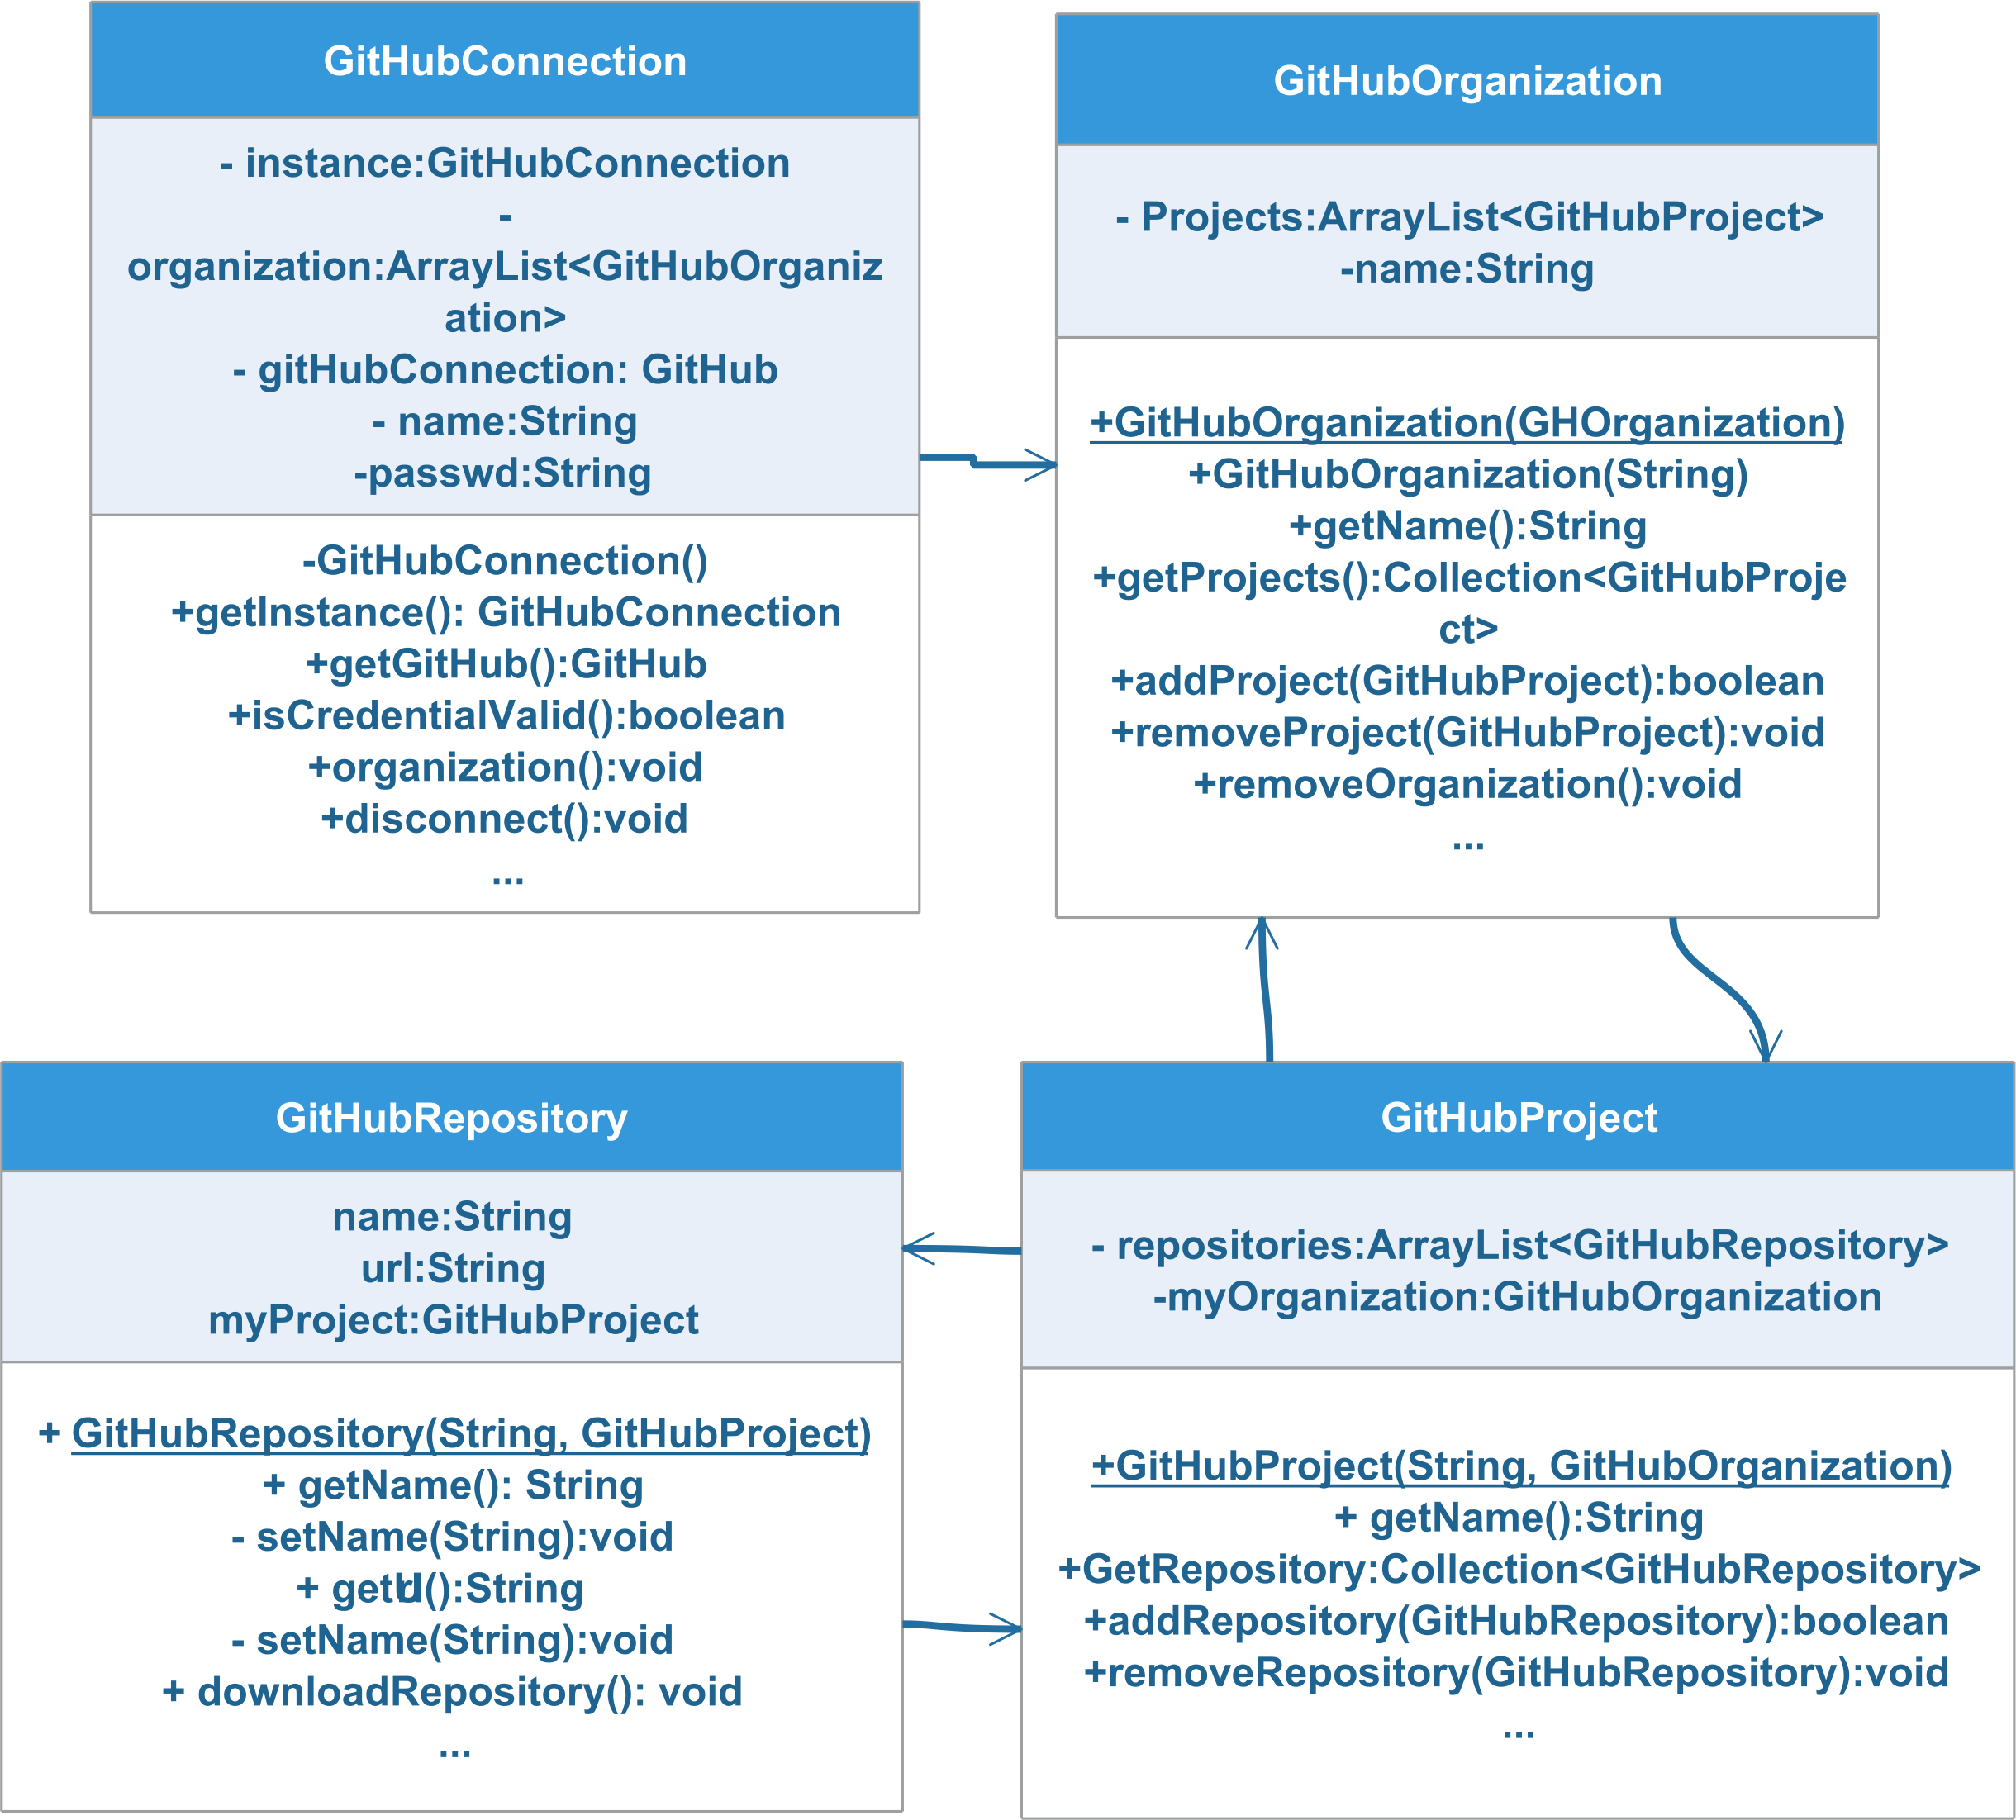 GitHubConnection
- instance:GitHubConnection
-
organization:ArrayList<GitHubOrganiz
ation>
- gitHubConnection: GitHub
- name:String
-passwd:String
-GitHubConnection()
+getInstance(): GitHubConnection
+getGitHub():GitHub
+isCredentialValid():boolean
+organization():void
+disconnect():void
...
GitHubOrganization
- Projects:ArrayList<GitHubProject>
-name:String
+GitHubOrganization(GHOrganization)
+GitHubOrganization(String)
+getName():String
+getProjects():Collection<GitHubProje
ct>
+addProject(GitHubProject):boolean
+removeProject(GitHubProject):void
+removeOrganization():void
...
GitHubRepository
name:String
url:String
myProject:GitHubProject
+ GitHubRepository(String, GitHubProject)
+ getName(): String
- setName(String):void
():String
- setName(String):void
+ downloadRepository(): void
...
GitHubProject
- repositories:ArrayList<GitHubRepository>
-myOrganization:GitHubOrganization
+GitHubProject(String, GitHubOrganization)
+ getName():String
+GetRepository:Collection<GitHubRepository>
+addRepository(GitHubRepository):boolean
+removeRepository(GitHubRepository):void
...